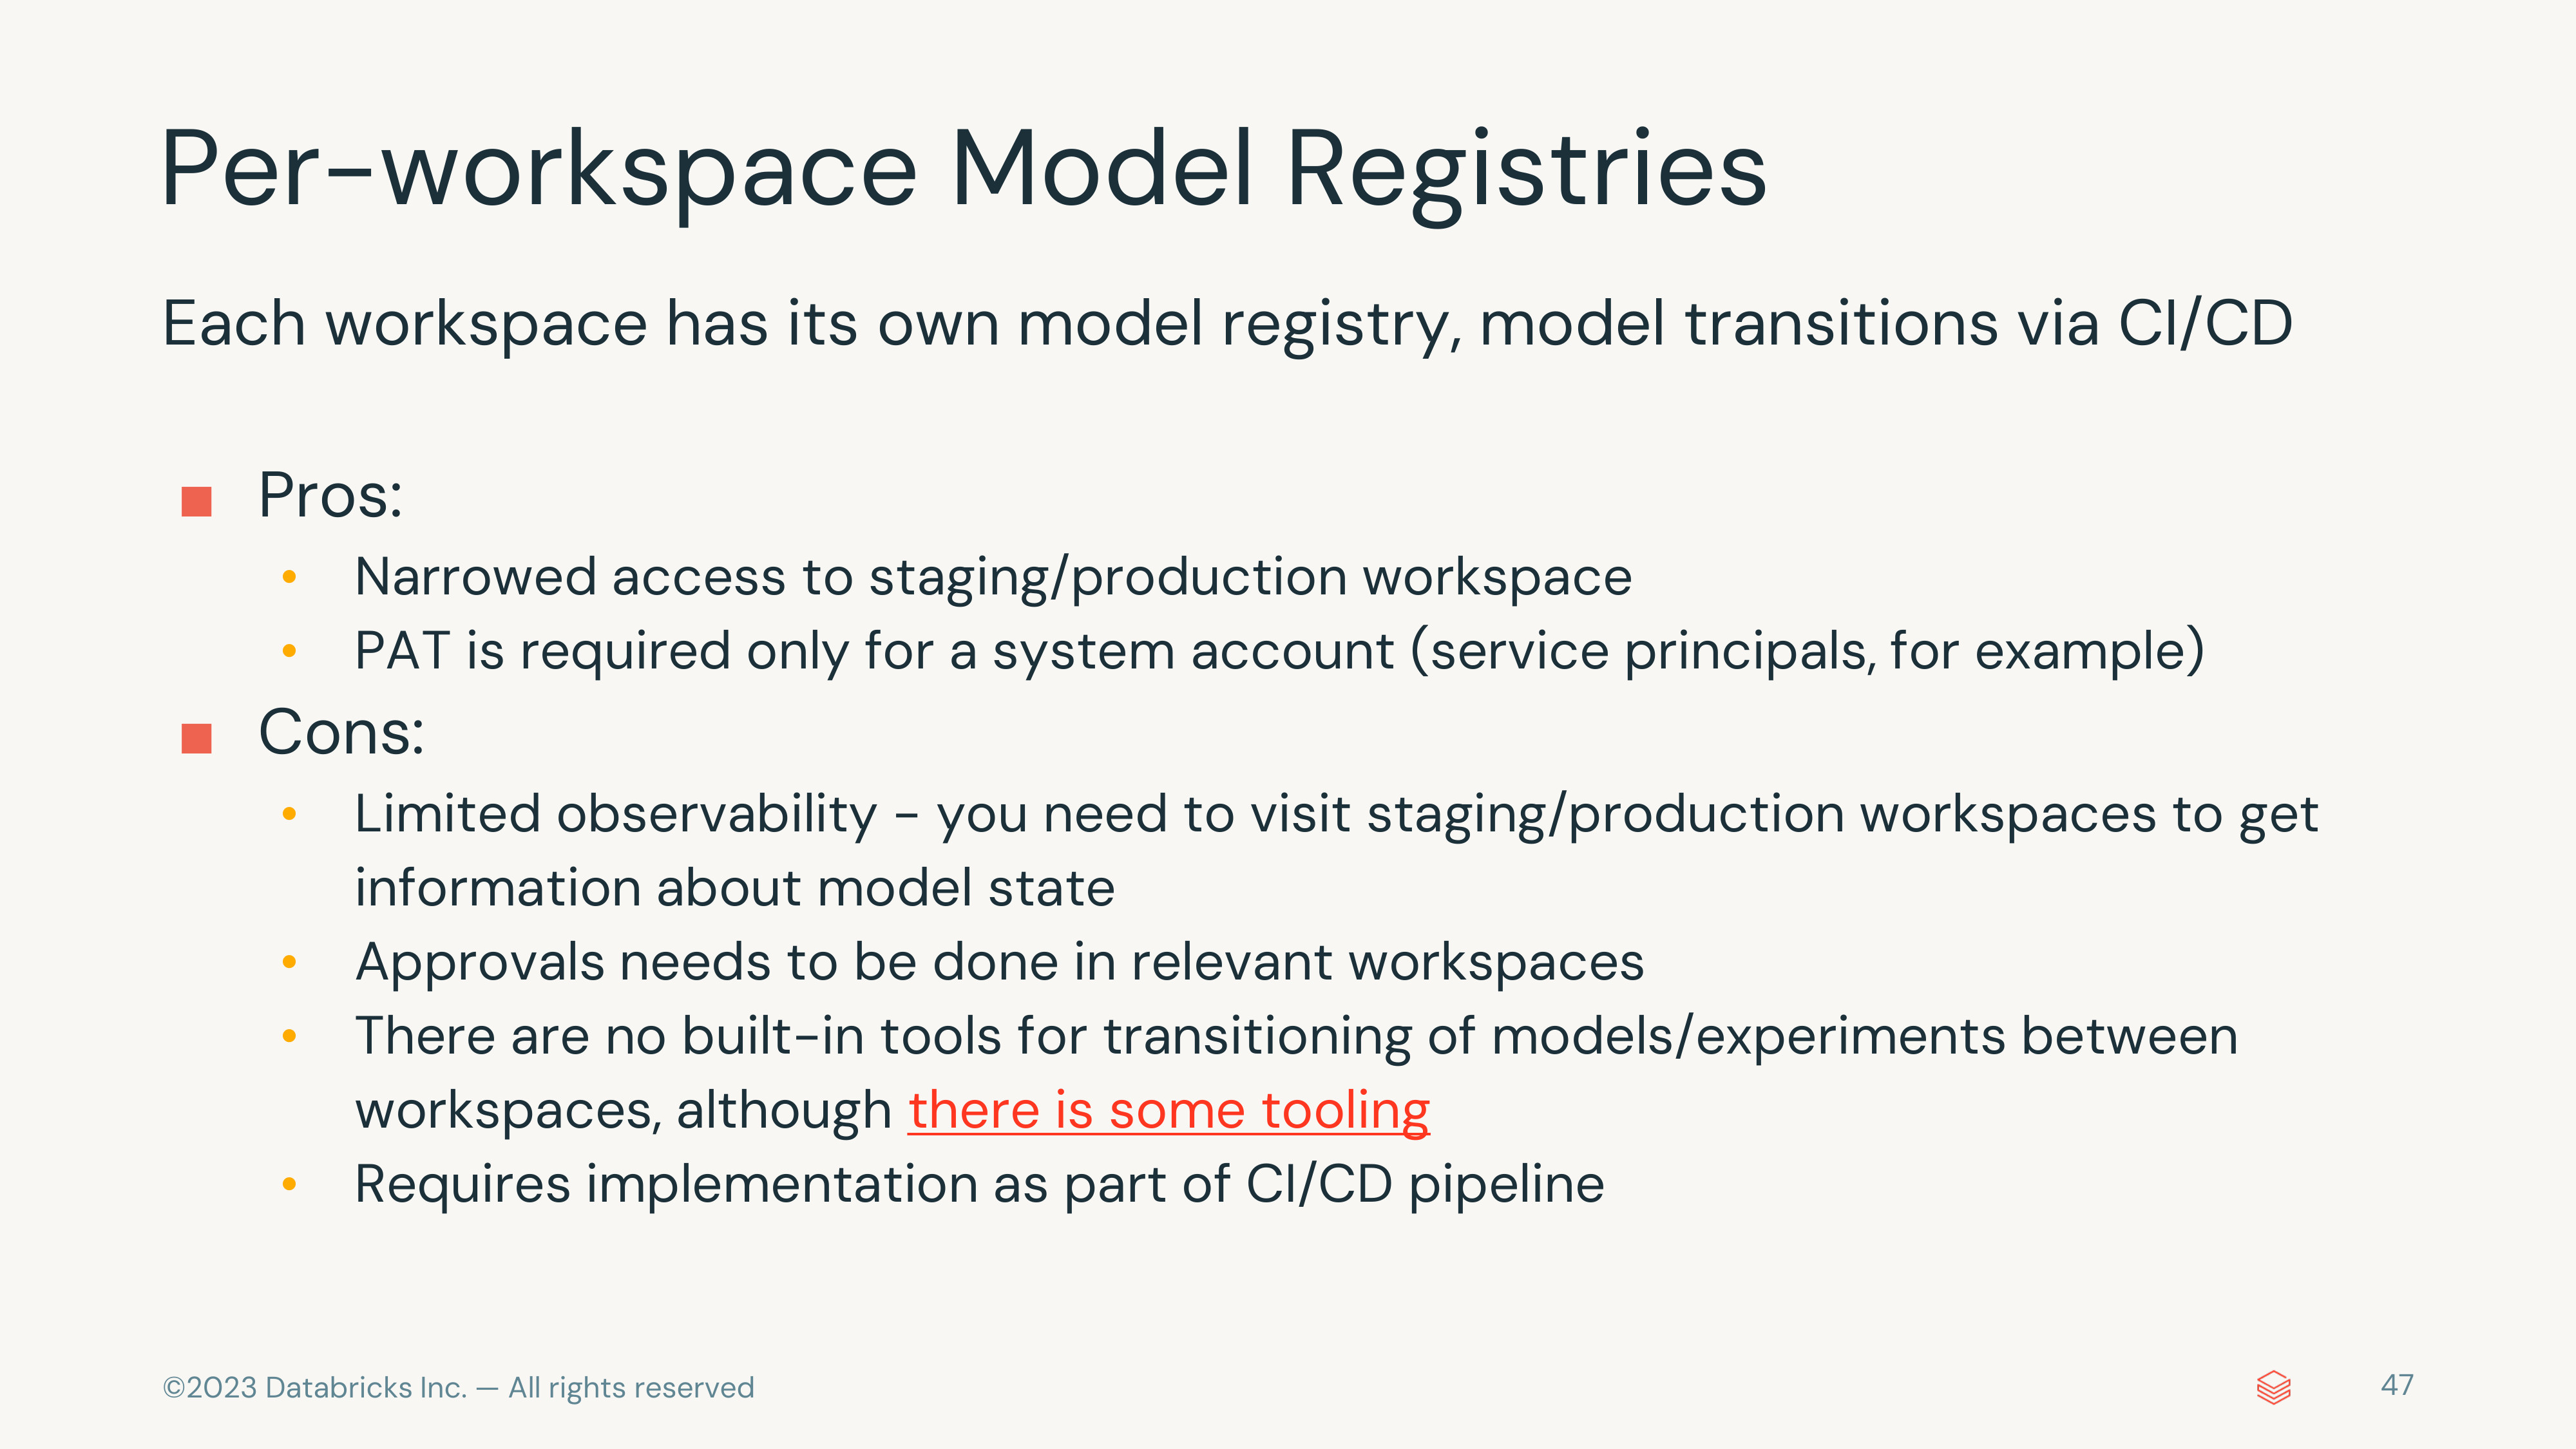 Per-workspace Model Registries
Each workspace has its own model registry, model transitions via CI/CD
■ Pros:
• Narrowed access to staging/production workspace
• PAT is required only for a system account (service principals, for example)
■ Cons:
• Limited observability - you need to visit staging/production workspaces to get
information about model state
• Approvals needs to be done in relevant workspaces
• There are no built-in tools for transitioning of models/experiments between
workspaces, although there is some tooling
• Requires implementation as part of CI/CD pipeline
©2023 Databricks Inc. — All rights reserved
47